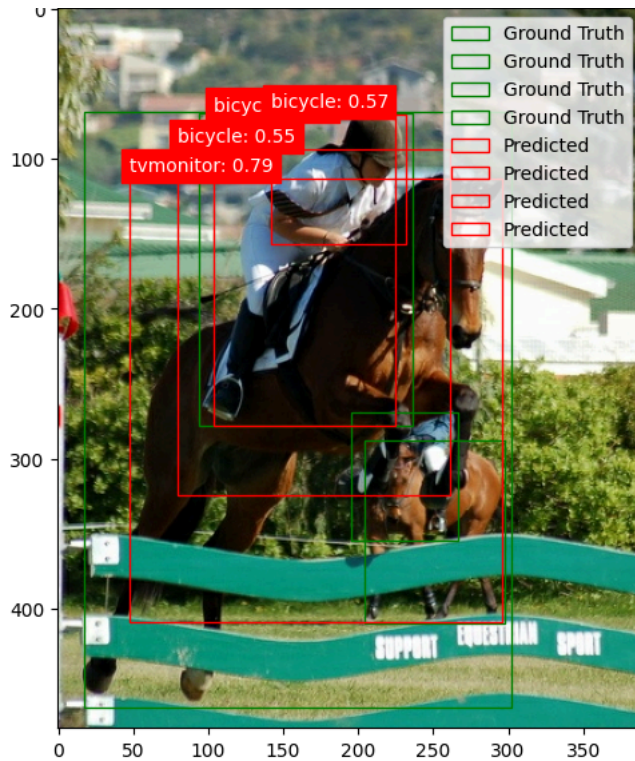 0
100
200
300
400
0
50
100
150
200
250
300
350
Ground Truth
Ground Truth
Ground Truth
Ground Truth
Predicted
Predicted
Predicted
Predicted
bicyc
bicycle: 0.57
bicycle: 0.55
tvmonitor: 0.79
SUPPORT EQUESTRIAN SPORT